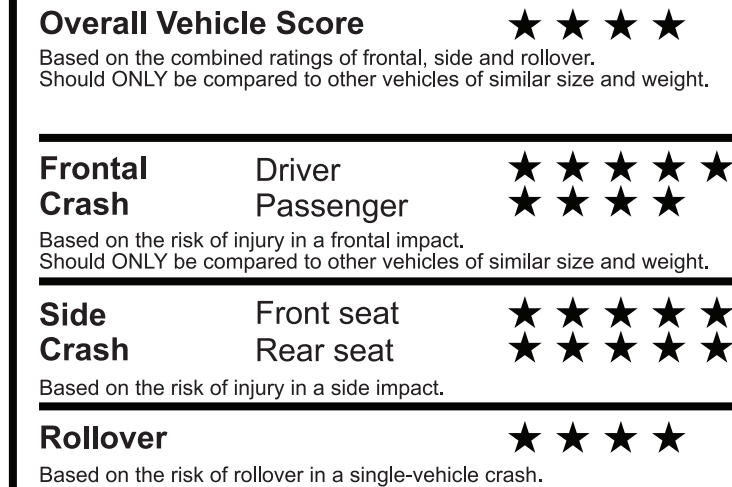 Overall Vehicle Score ★ ★ ★ ★
Based on the combined ratings of frontal, side and rollover.
Should ONLY be compared to other vehicles of similar size and weight.
Frontal Driver ★ ★ ★ ★ ★
Crash Passenger ★ ★ ★ ★
Based on the risk of injury in a frontal impact.
Should ONLY be compared to other vehicles of similar size and weight.
Side Front seat ★ ★ ★ ★ ★
Crash Rear seat ★ ★ ★ ★ ★
Based on the risk of injury in a side impact.
Rollover ★ ★ ★ ★
Based on the risk of rollover in a single-vehicle crash.